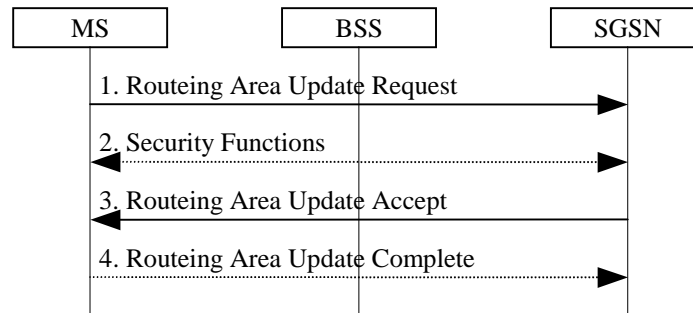 MS BSS SGSN
1. Routeing Area Update Request
2. Security Functions
3. Routeing Area Update Accept
4. Routeing Area Update Complete